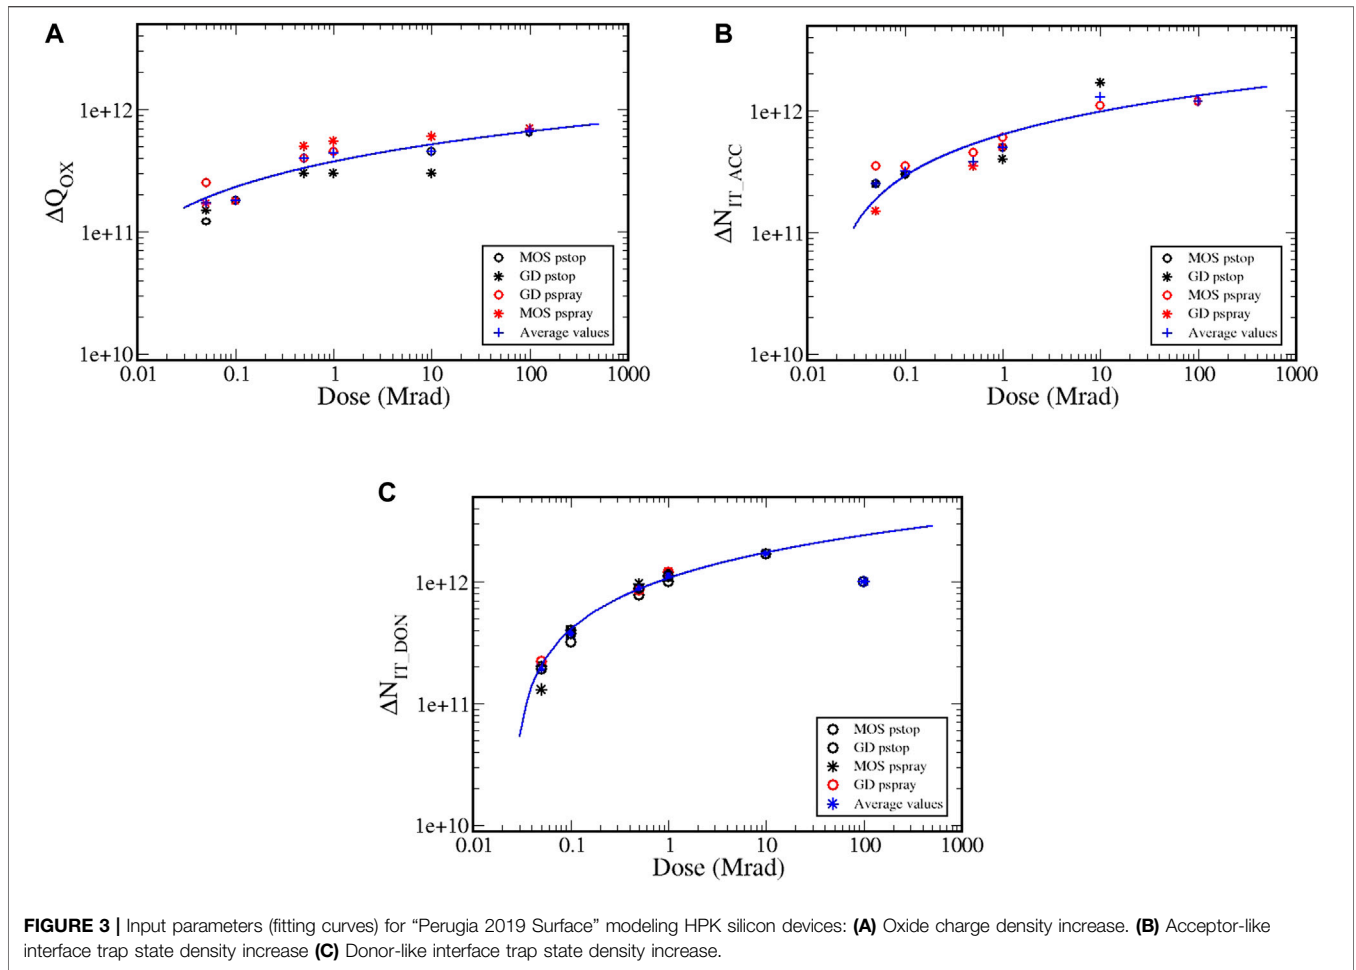 A
1e+12
1e+11
1e+10
ΔQOX
0.01 0.1 1 10 100 1000
Dose (Mrad)
MOS pstop
GD pstop
GD pspray
MOS pspray
Average values
B
1e+12
1e+11
1e+10
ΔNIT_ACC
0.01 0.1 1 10 100 1000
Dose (Mrad)
MOS pstop
GD pstop
MOS pspray
GD pspray
Average values
C
1e+12
1e+11
1e+10
ΔNIT_DON
0.01 0.1 1 10 100 1000
Dose (Mrad)
MOS pstop
GD pstop
MOS pspray
GD pspray
Average values
FIGURE 3 | Input parameters (fitting curves) for “Perugia 2019 Surface” modeling HPK silicon devices: (A) Oxide charge density increase. (B) Acceptor-like
interface trap state density increase (C) Donor-like interface trap state density increase.